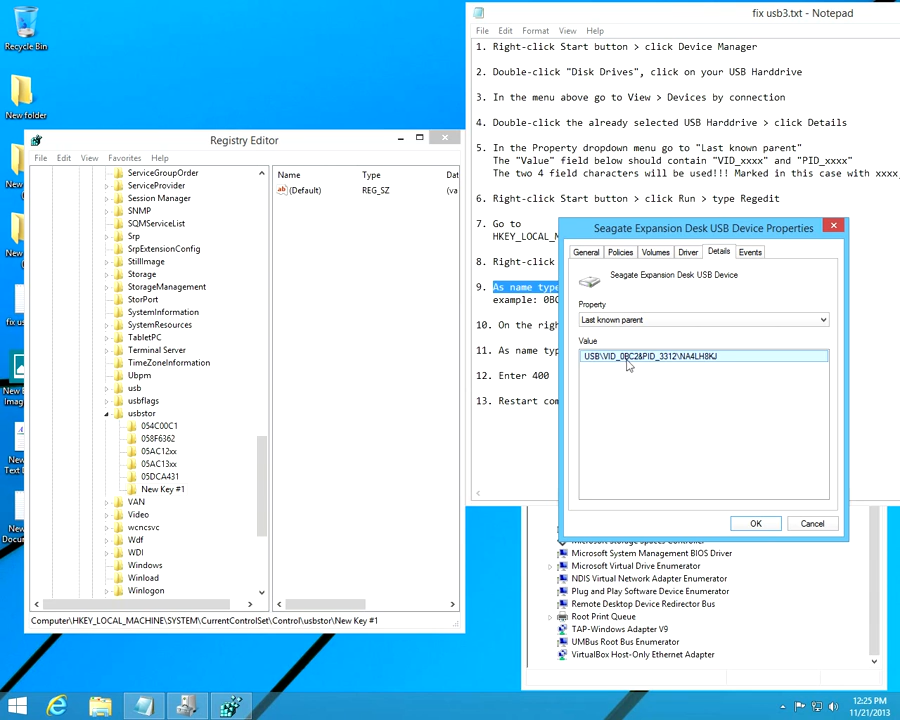 Recycle Bin
New folder
fix usb3.txt - Notepad
File Edit Format View Help
1. Right-click Start button > click Device Manager
2. Double-click "Disk Drives", click on your USB Harddrive
3. In the menu above go to View > Devices by connection
4. Double-click the already selected USB Harddrive > click Details
5. In the Property dropdown menu go to "Last known parent"
The "Value" field below should contain "VID_xxxx" and "PID_xxxx"
The two 4 field characters will be used!!! Marked in this case with xxxx,
6. Right-click Start button > click Run > type Regedit
7. Go to
HKEY_LOCAL_M
8. Right-click
9. As name type
example: 0BC
10. On the righ
11. As name typ
12. Enter 400
13. Restart com
Registry Editor
File Edit View Favorites Help
ServiceGroupOrder
ServiceProvider
Session Manager
SNMP
SQMServiceList
Srp
SrpExtensionConfig
StillImage
Storage
StorageManagement
StorPort
SystemInformation
SystemResources
TabletPC
Terminal Server
TimeZoneInformation
Ubpm
usb
usbflags
usbstor
054C00C1
058F6362
05AC12xx
05AC13xx
05DCA431
New Key #1
VAN
Video
wcncsvc
Wdf
WDI
Windows
Winload
Winlogon
Name Type Dat
ab (Default) REG_SZ (va
Computer\HKEY_LOCAL_MACHINE\SYSTEM\CurrentControlSet\Control\usbstor\New Key #1
Seagate Expansion Desk USB Device Properties
General Policies Volumes Driver Details Events
Seagate Expansion Desk USB Device
Property
Last known parent
Value
USB\VID_0BC2&PID_3312\NA4LH8KJ
OK Cancel
Microsoft System Management BIOS Driver
Microsoft Virtual Drive Enumerator
NDIS Virtual Network Adapter Enumerator
Plug and Play Software Device Enumerator
Remote Desktop Device Redirector Bus
Root Print Queue
TAP-Windows Adapter V9
UMBus Root Bus Enumerator
VirtualBox Host-Only Ethernet Adapter
12:25 PM
11/21/2013